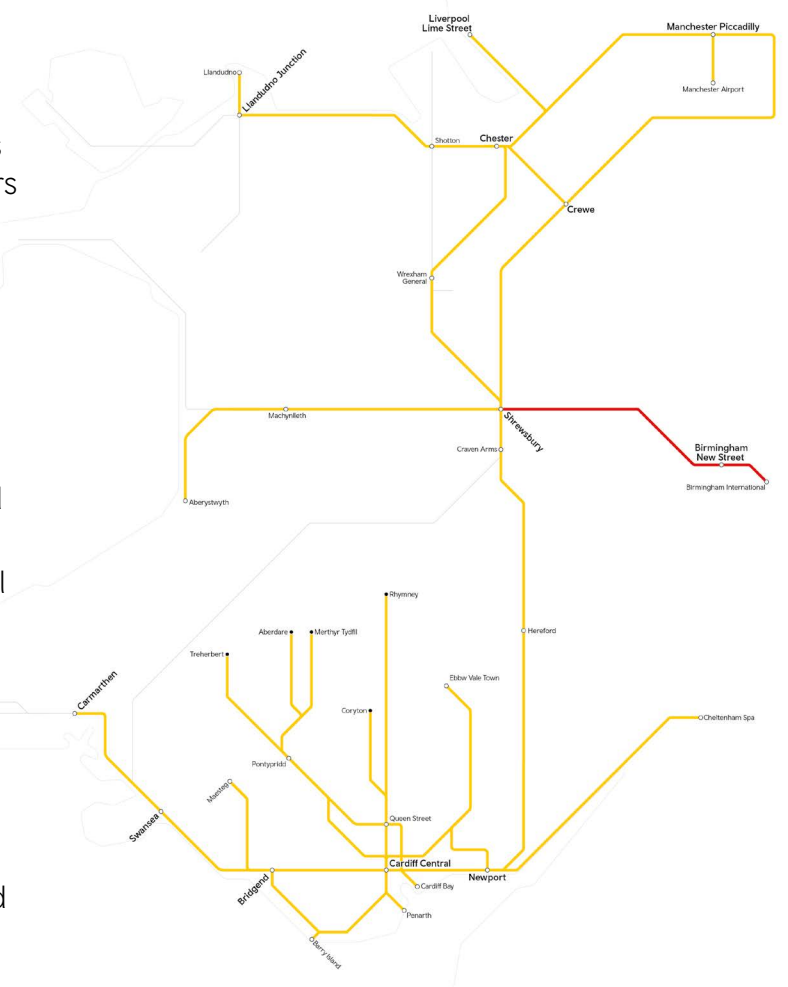 Liverpool
Lime Street
Manchester Piccadilly
Llandudno
Llandudno Junction
Manchester Airport
s
Shotton
Chester
rs
Crewe
Wrexham
General
Machynlleth
Shrewsbury
Craven Arms
Birmingham
New Street
Birmingham International
Aberystwyth
d
l
Rhymney
Aberdare
Merthyr Tydfil
Hereford
Treherbert
Ebbw Vale Town
Carmarthen
Coryton
Cheltenham Spa
Pontypridd
Maesteg
Swansea
Queen Street
Cardiff Central
Bridgend
Newport
Cardiff Bay
d
Penarth
Barry Island